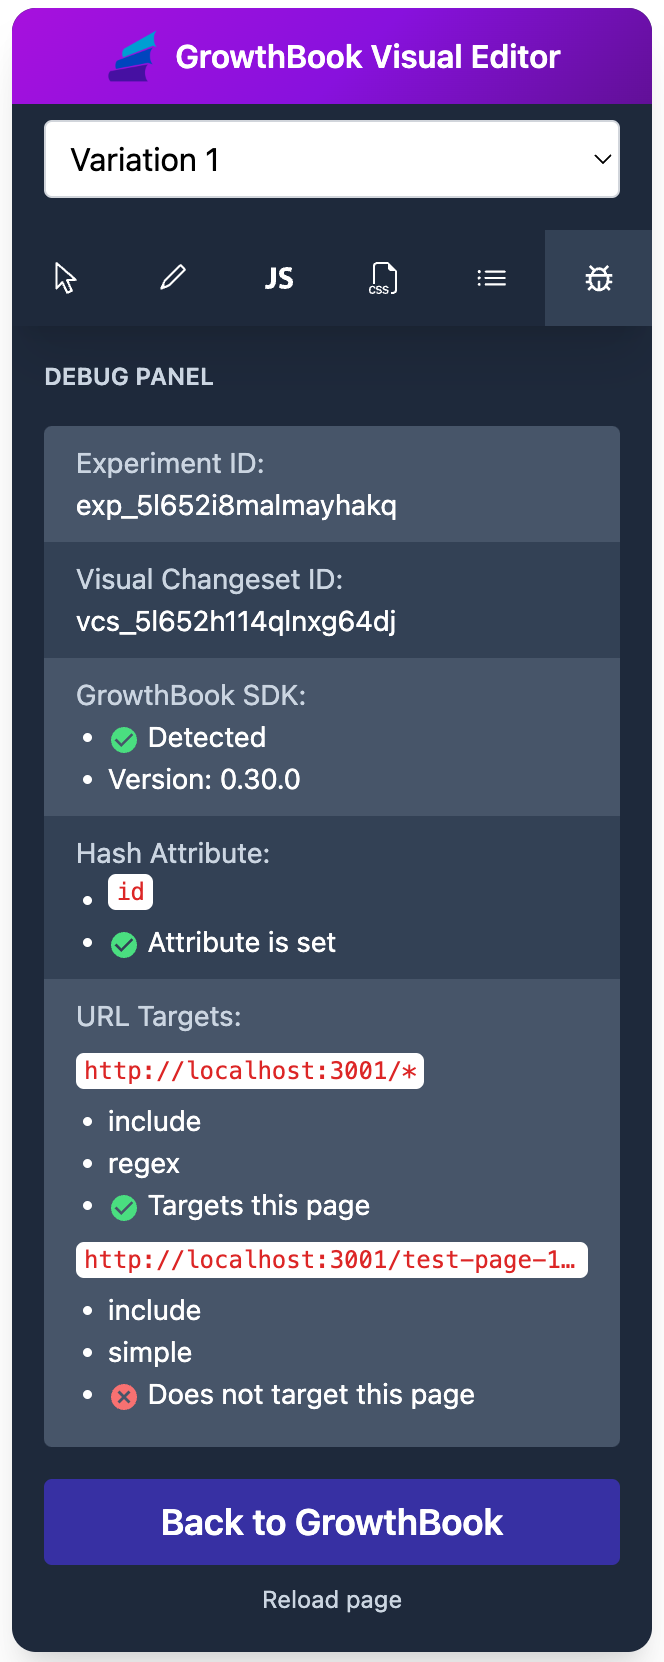 GrowthBook Visual Editor
Variation 1
JS
CSS
DEBUG PANEL
Experiment ID:
exp_5l652i8malmayhakq
Visual Changeset ID:
vcs_5l652h114qlnxg64dj
GrowthBook SDK:
• Detected
• Version: 0.30.0
Hash Attribute:
• id
• Attribute is set
URL Targets:
http://localhost:3001/*
• include
• regex
• Targets this page
http://localhost:3001/test-page-1…
• include
• simple
• Does not target this page
Back to GrowthBook
Reload page